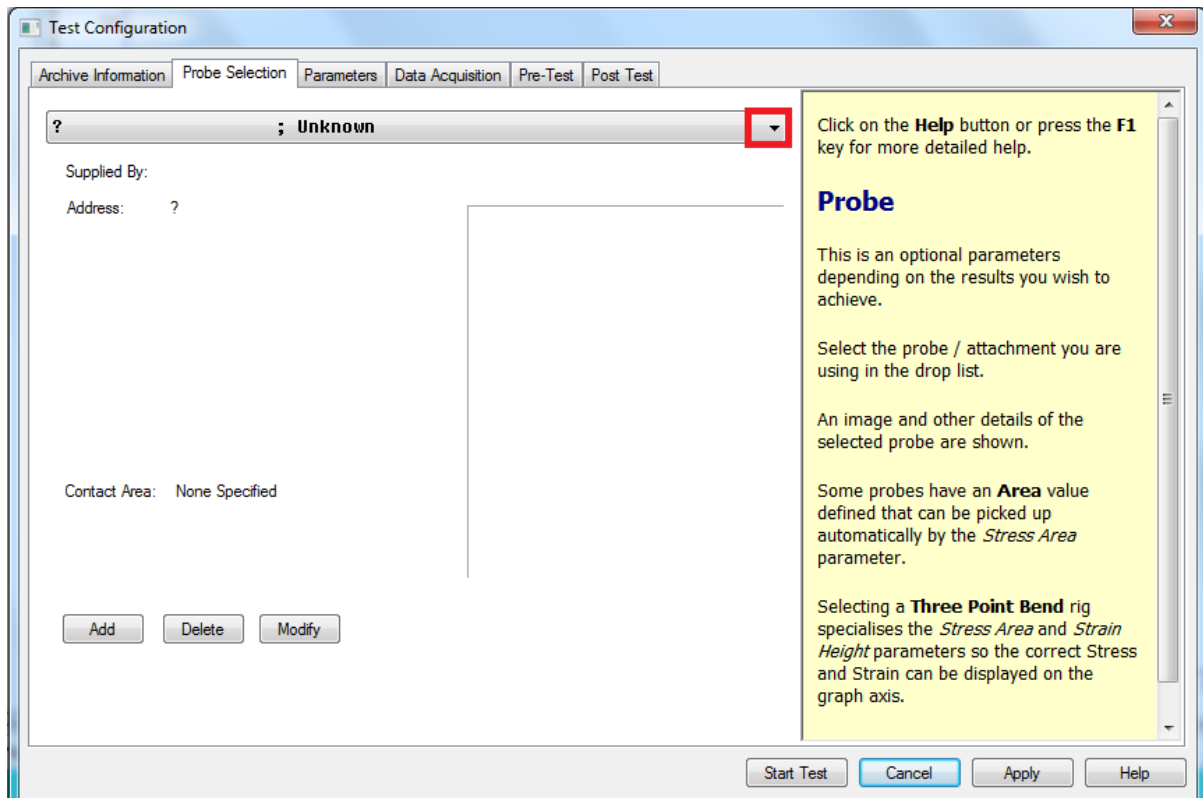 Test Configuration
Archive Information Probe Selection Parameters Data Acquisition Pre-Test Post Test
? ; Unknown
Supplied By:
Address: ?
Contact Area: None Specified
Add Delete Modify
Click on the Help button or press the F1
key for more detailed help.
Probe
This is an optional parameters
depending on the results you wish to
achieve.
Select the probe / attachment you are
using in the drop list.
An image and other details of the
selected probe are shown.
Some probes have an Area value
defined that can be picked up
automatically by the Stress Area
parameter.
Selecting a Three Point Bend rig
specialises the Stress Area and Strain
Height parameters so the correct Stress
and Strain can be displayed on the
graph axis.
Start Test Cancel Apply Help